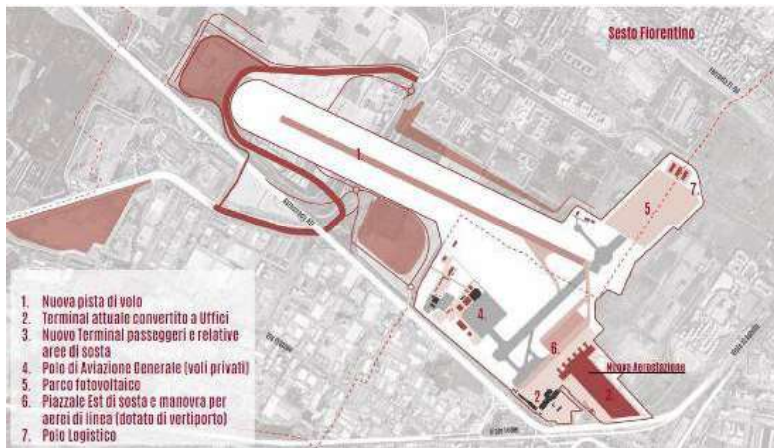 Sesto Fiorentino
1.
7.
5.
Autostrada A11
4.
6.
Nuova Aerostazione
2
1. Nuova pista di volo
2. Terminal attuale convertito a Uffici
3. Nuovo Terminal passeggeri e relative
aree di sosta
4. Polo di Aviazione Generale (voli privati)
5. Parco fotovoltaico
6. Piazzale Est di sosta e manovra per
aerei di linea (dotato di vertiporto)
7. Polo Logistico